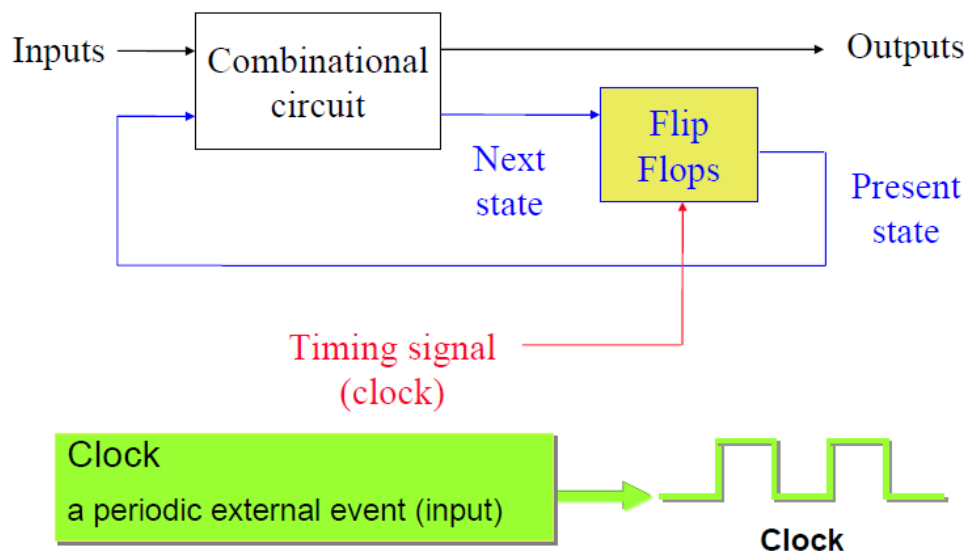 Inputs
Combinational
circuit
Outputs
Next
state
Flip
Flops
Present
state
Timing signal
(clock)
Clock
a periodic external event (input)
Clock